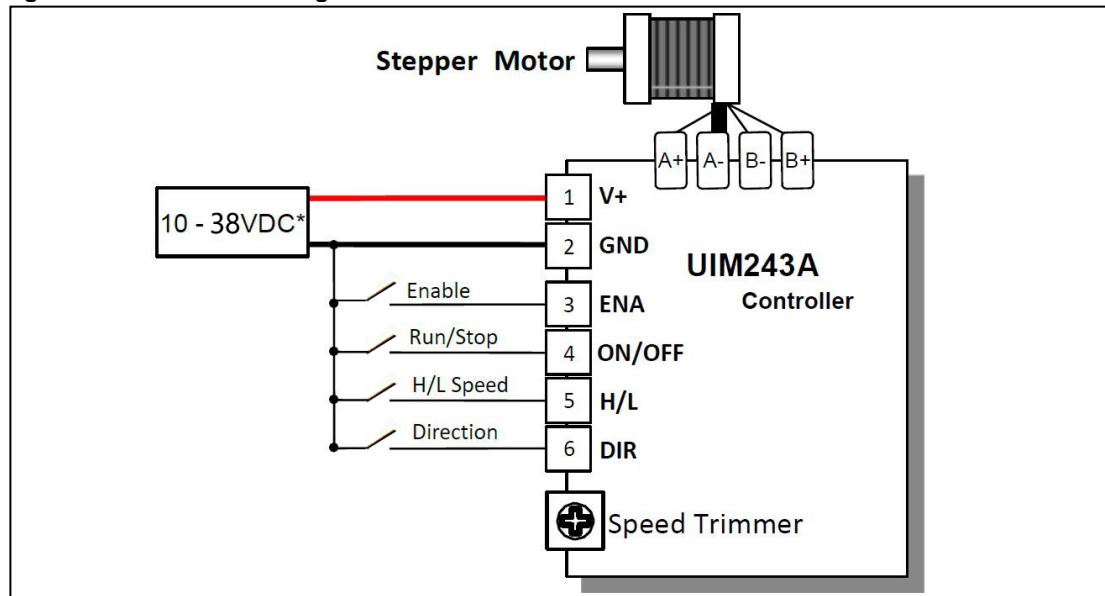 Stepper Motor
A+ A- B- B+
10 - 38VDC*
1 V+
2 GND
UIM243A
Controller
Enable 3 ENA
Run/Stop 4 ON/OFF
H/L Speed 5 H/L
Direction 6 DIR
Speed Trimmer